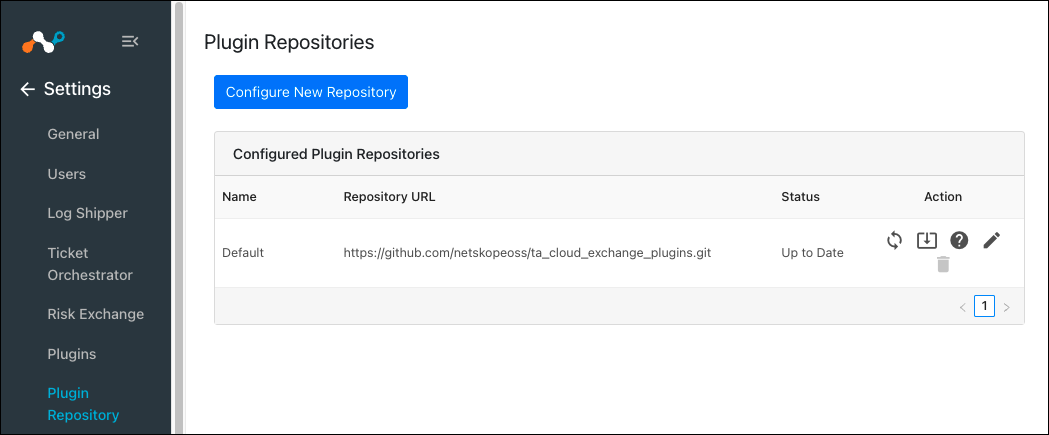 Settings
General
Users
Log Shipper
Ticket
Orchestrator
Risk Exchange
Plugins
Plugin
Repository
Plugin Repositories
Configure New Repository
Configured Plugin Repositories
Name Repository URL Status Action
Default https://github.com/netskopeoss/ta_cloud_exchange_plugins.git Up to Date ?
< 1 >